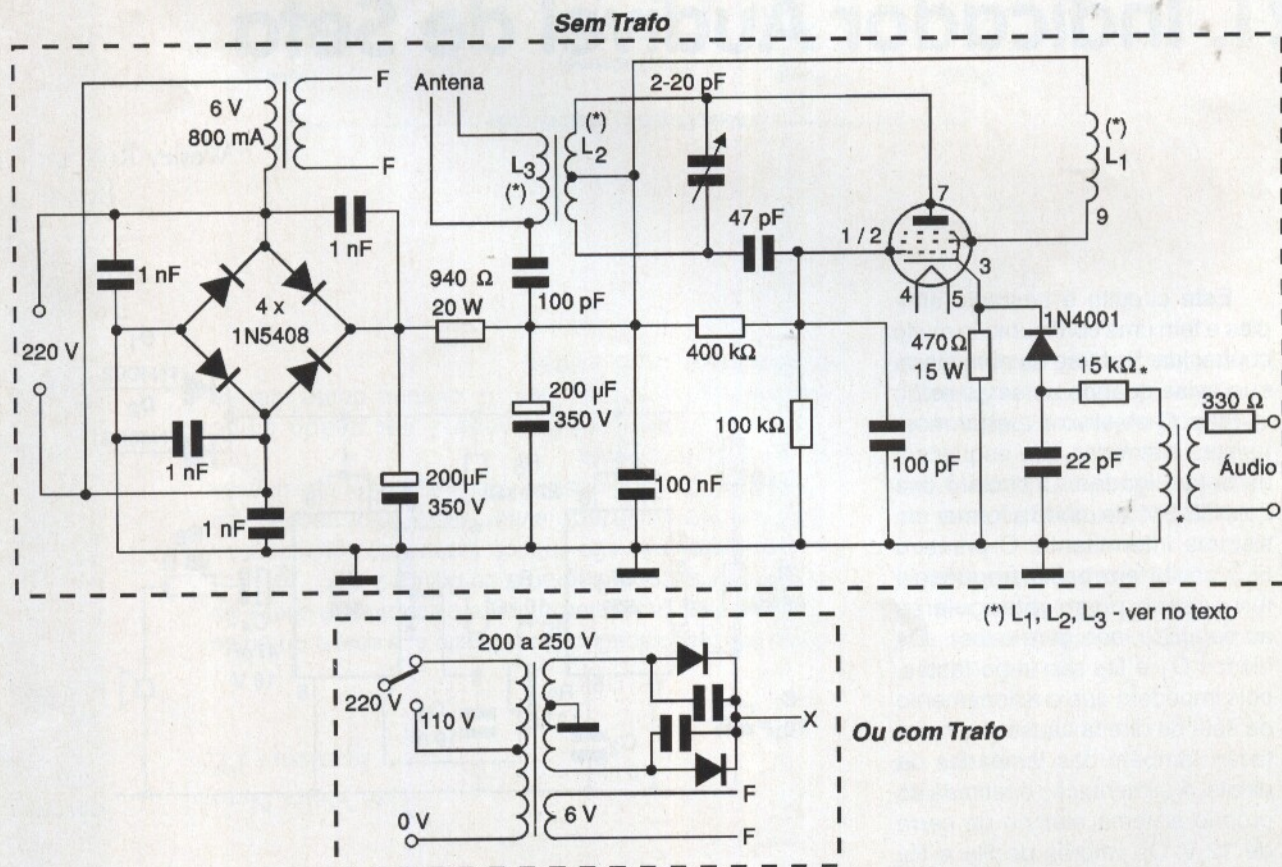 Sem Trafo
Antena
2-20 pF
F
6 V
800 mA
F
(*)
L2
L3
(*)
(*)
L1
7
47 pF
9
1 nF
1 / 2
3
1 nF
4 x
1N5408
940 Ω
20 W
100 pF
4
5
1N4001
220 V
400 kΩ
470 Ω
15 W
15 kΩ*
200 µF
350 V
330 Ω
100 kΩ
1 nF
100 pF
22 pF
Áudio
200µF
350 V
100 nF
1 nF
*
(*) L1, L2, L3 - ver no texto
200 a 250 V
220 V
110 V
X
Ou com Trafo
F
6 V
0 V
F